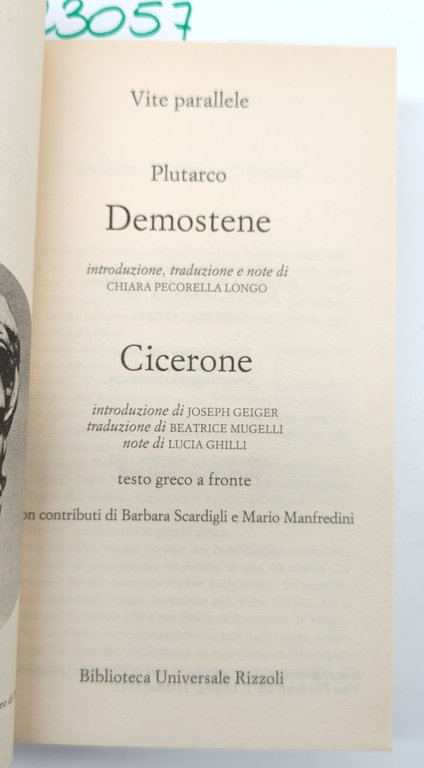 23057
Vite parallele
Plutarco
Demostene
introduzione, traduzione e note di
CHIARA PECORELLA LONGO
Cicerone
introduzione di JOSEPH GEIGER
traduzione di BEATRICE MUGELLI
note di LUCIA GHILLI
testo greco a fronte
on contributi di Barbara Scardigli e Mario Manfredini
Biblioteca Universale Rizzoli